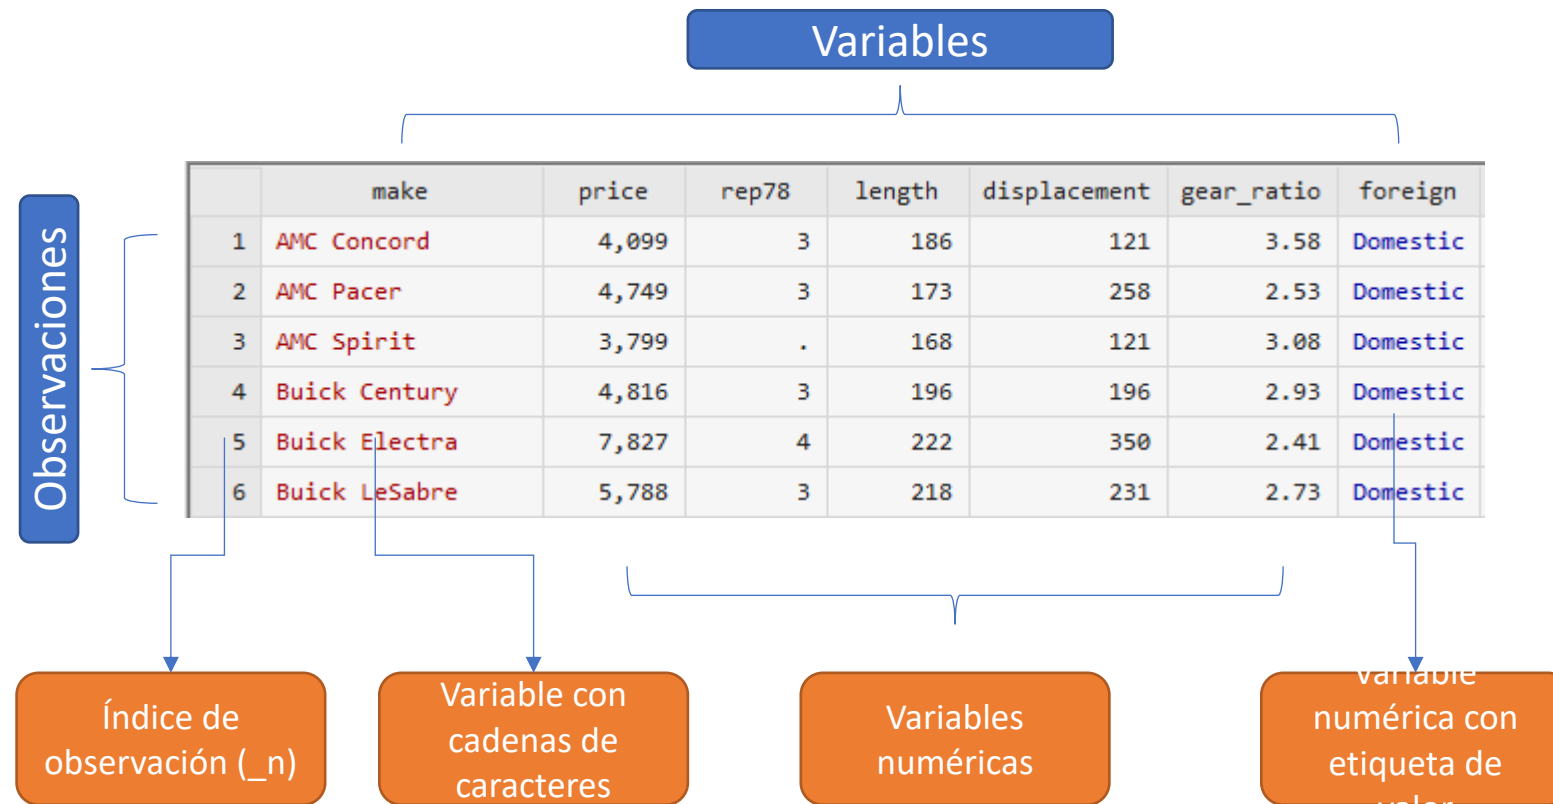 Variables
Observaciones
make price rep78 length displacement gear_ratio foreign
1 AMC Concord 4,099 3 186 121 3.58 Domestic
2 AMC Pacer 4,749 3 173 258 2.53 Domestic
3 AMC Spirit 3,799 . 168 121 3.08 Domestic
4 Buick Century 4,816 3 196 196 2.93 Domestic
5 Buick Electra 7,827 4 222 350 2.41 Domestic
6 Buick LeSabre 5,788 3 218 231 2.73 Domestic
Índice de
observación (_n)
Variable con
cadenas de
caracteres
Variables
numéricas
Variable
numérica con
etiqueta de
valor